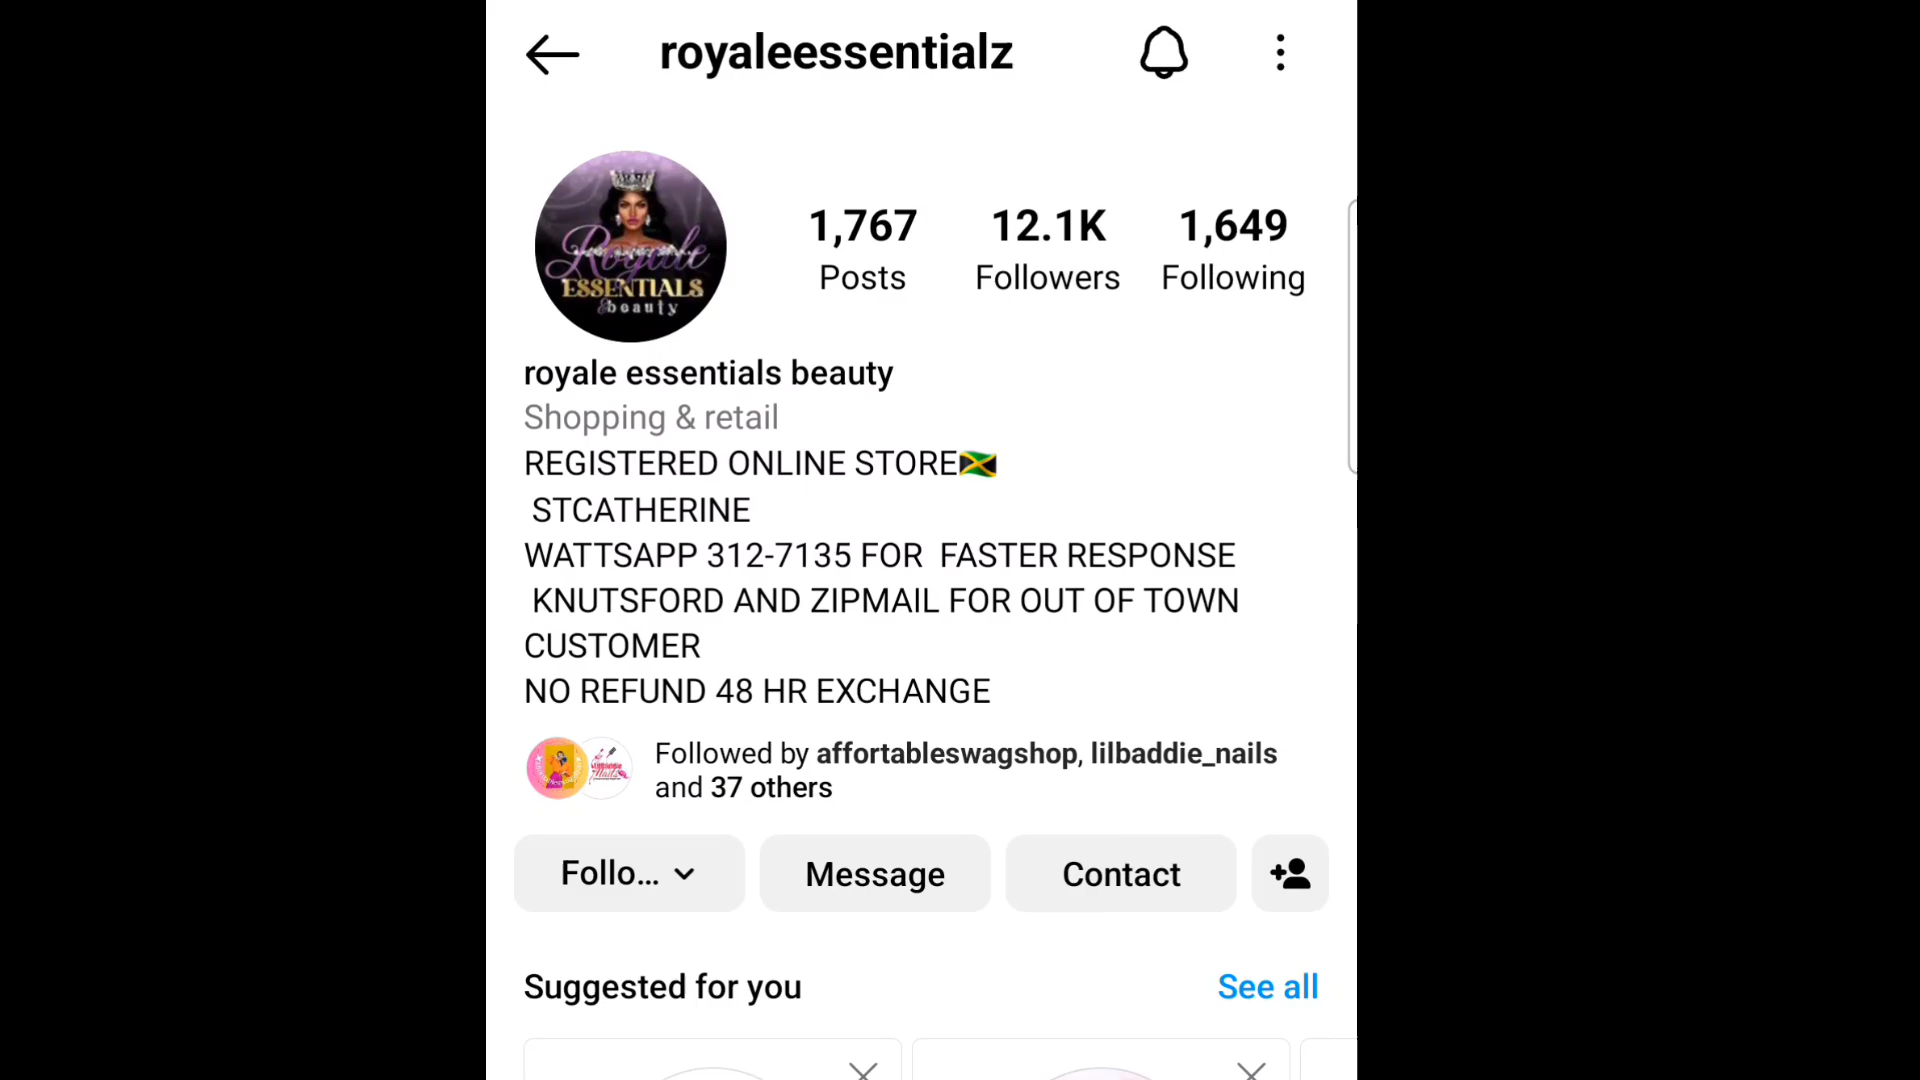 royaleessentialz
Royale
ESSENTIALS
&beauty
1,767
Posts
12.1K
Followers
1,649
Following
royale essentials beauty
Shopping & retail
REGISTERED ONLINE STORE🇯🇲
STCATHERINE
WATTSAPP 312-7135 FOR  FASTER RESPONSE
KNUTSFORD AND ZIPMAIL FOR OUT OF TOWN
CUSTOMER
NO REFUND 48 HR EXCHANGE
Followed by affortableswagshop, lilbaddie_nails
and 37 others
Follo...
Message
Contact
Suggested for you
See all